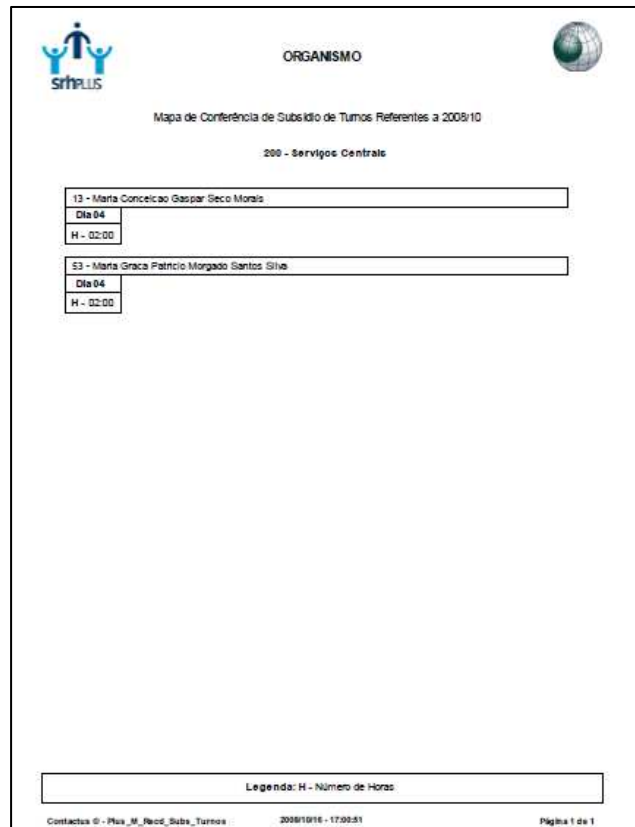 srhPLUS
ORGANISMO
Mapa de Conferência de Subsídio de Turnos Referentes a 2008/10
200 - Serviços Centrais
13 - Maria Conceicao Gaspar Seco Morais
Dia 04
H - 02:00
53 - Maria Graca Patricio Morgado Santos Silva
Dia 04
H - 02:00
Legenda: H - Número de Horas
Contactus © - Plus_M_Recd_Subs_Turnos 2008/10/16 - 17:00:51 Página 1 de 1